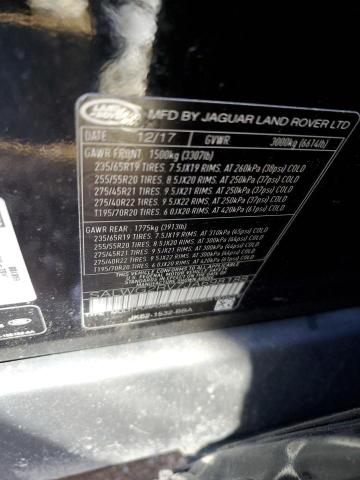 LAND ROVER
MFD BY JAGUAR LAND ROVER LTD
DATE 12/17 GVWR 3000kg (6614lb)
GAWR FRONT 1500kg (3307lb)
235/65R19 TIRES, 7.5JX19 RIMS, AT 260kPa (38psi) COLD
255/55R20 TIRES, 8.5JX20 RIMS, AT 250kPa (37psi) COLD
275/45R21 TIRES, 9.5JX21 RIMS, AT 250kPa (37psi) COLD
275/40R22 TIRES, 9.5JX22 RIMS, AT 250kPa (37psi) COLD
T195/70R20 TIRES, 6.0JX20 RIMS, AT 420kPa (61psi) COLD
GAWR REAR 1775kg (3913lb)
235/65R19 TIRES, 7.5JX19 RIMS, AT 310kPa (45psi) COLD
255/55R20 TIRES, 8.5JX20 RIMS, AT 300kPa (44psi) COLD
275/45R21 TIRES, 9.5JX21 RIMS, AT 300kPa (44psi) COLD
275/40R22 TIRES, 9.5JX22 RIMS, AT 300kPa (44psi) COLD
T195/70R20 TIRES, 6.0JX20 RIMS, AT 420kPa (61psi) COLD
JK62-1532-BBA